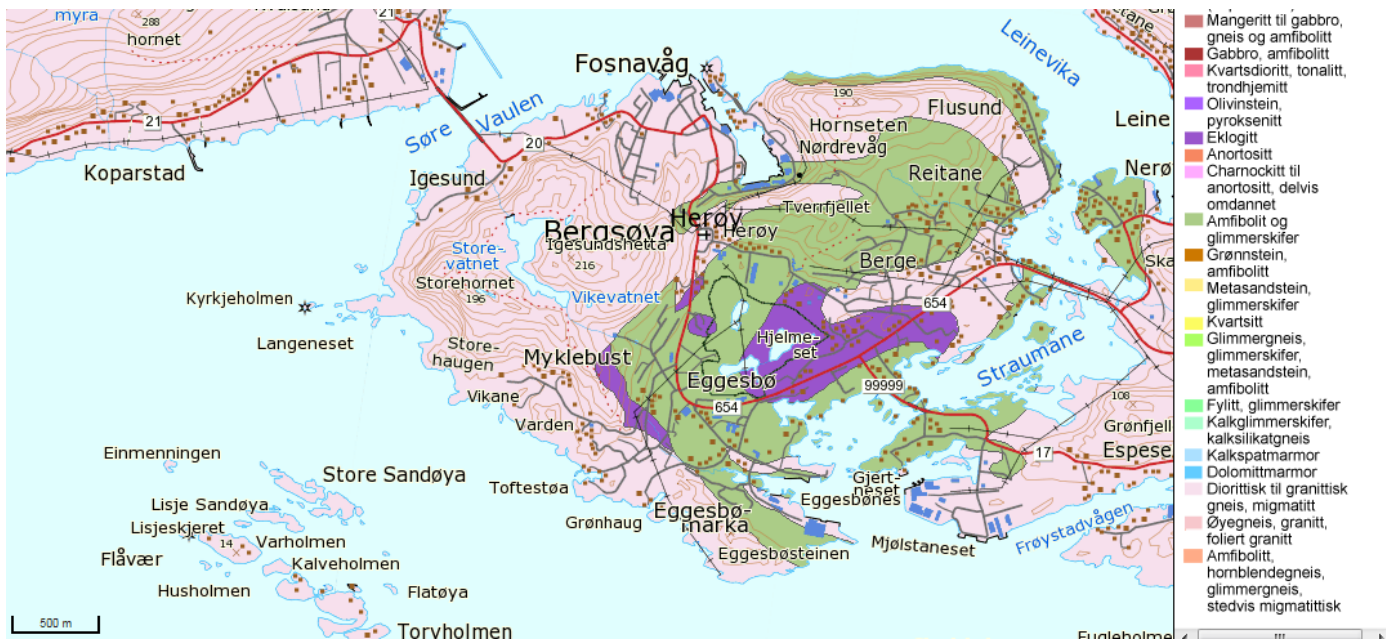 myra
288
hornet
21
Fosnavåg
Leinevika
190
Flusund
Søre
Vaulen
Hornseten
Leine
21
20
Nørdrevåg
Koparstad
Igesund
Reitane
Nerø
Tverrfjellet
Herøy
Herøy
Bergsøya
Igesundshetta
216
Store-
vatnet
Berge
Ska
Storehornet
196
Vikevatnet
654
Kyrkjeholmen
Langeneset
Hjelme-
set
Straumane
Store-
haugen
Myklebust
Eggesbø
99999
Vikane
654
108
Grønfjell
Varden
Einmenningen
17
Espese
Store Sandøya
Gjert-
neset
Toftestøa
Eggesbønes
Lisje Sandøya
Eggesbø-
marka
Grønhaug
Lisjeskjeret
14
Varholmen
Mjølstaneset
Frøystadvågen
Flåvær
Kalveholmen
Eggesbøsteinen
Husholmen
Flatøya
500 m
Torvholmen
Fugleholme
Mangeritt til gabbro,
gneis og amfibolitt
Gabbro, amfibolitt
Kvartsdioritt, tonalitt,
trondhjemitt
Olivinstein,
pyroksenitt
Eklogitt
Anortositt
Charnockitt til
anortositt, delvis
omdannet
Amfibolit og
glimmerskifer
Grønnstein,
amfibolitt
Metasandstein,
glimmerskifer
Kvartsitt
Glimmergneis,
glimmerskifer,
metasandstein,
amfibolitt
Fylitt, glimmerskifer
Kalkglimmerskifer,
kalksilikatgneis
Kalkspatmarmor
Dolomittmarmor
Diorittisk til granittisk
gneis, migmatitt
Øyegneis, granitt,
foliert granitt
Amfibolitt,
hornblendegneis,
glimmergneis,
stedvis migmatittisk